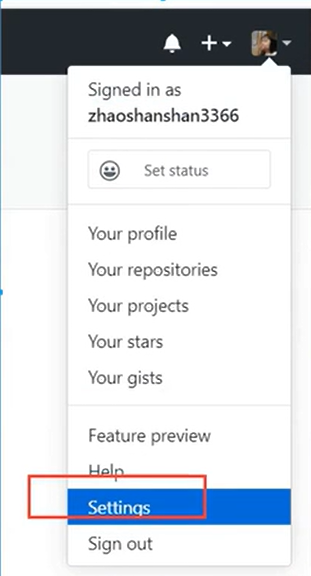 Signed in as
zhaoshanshan3366
Set status
Your profile
Your repositories
Your projects
Your stars
Your gists
Feature preview
Help
Settings
Sign out